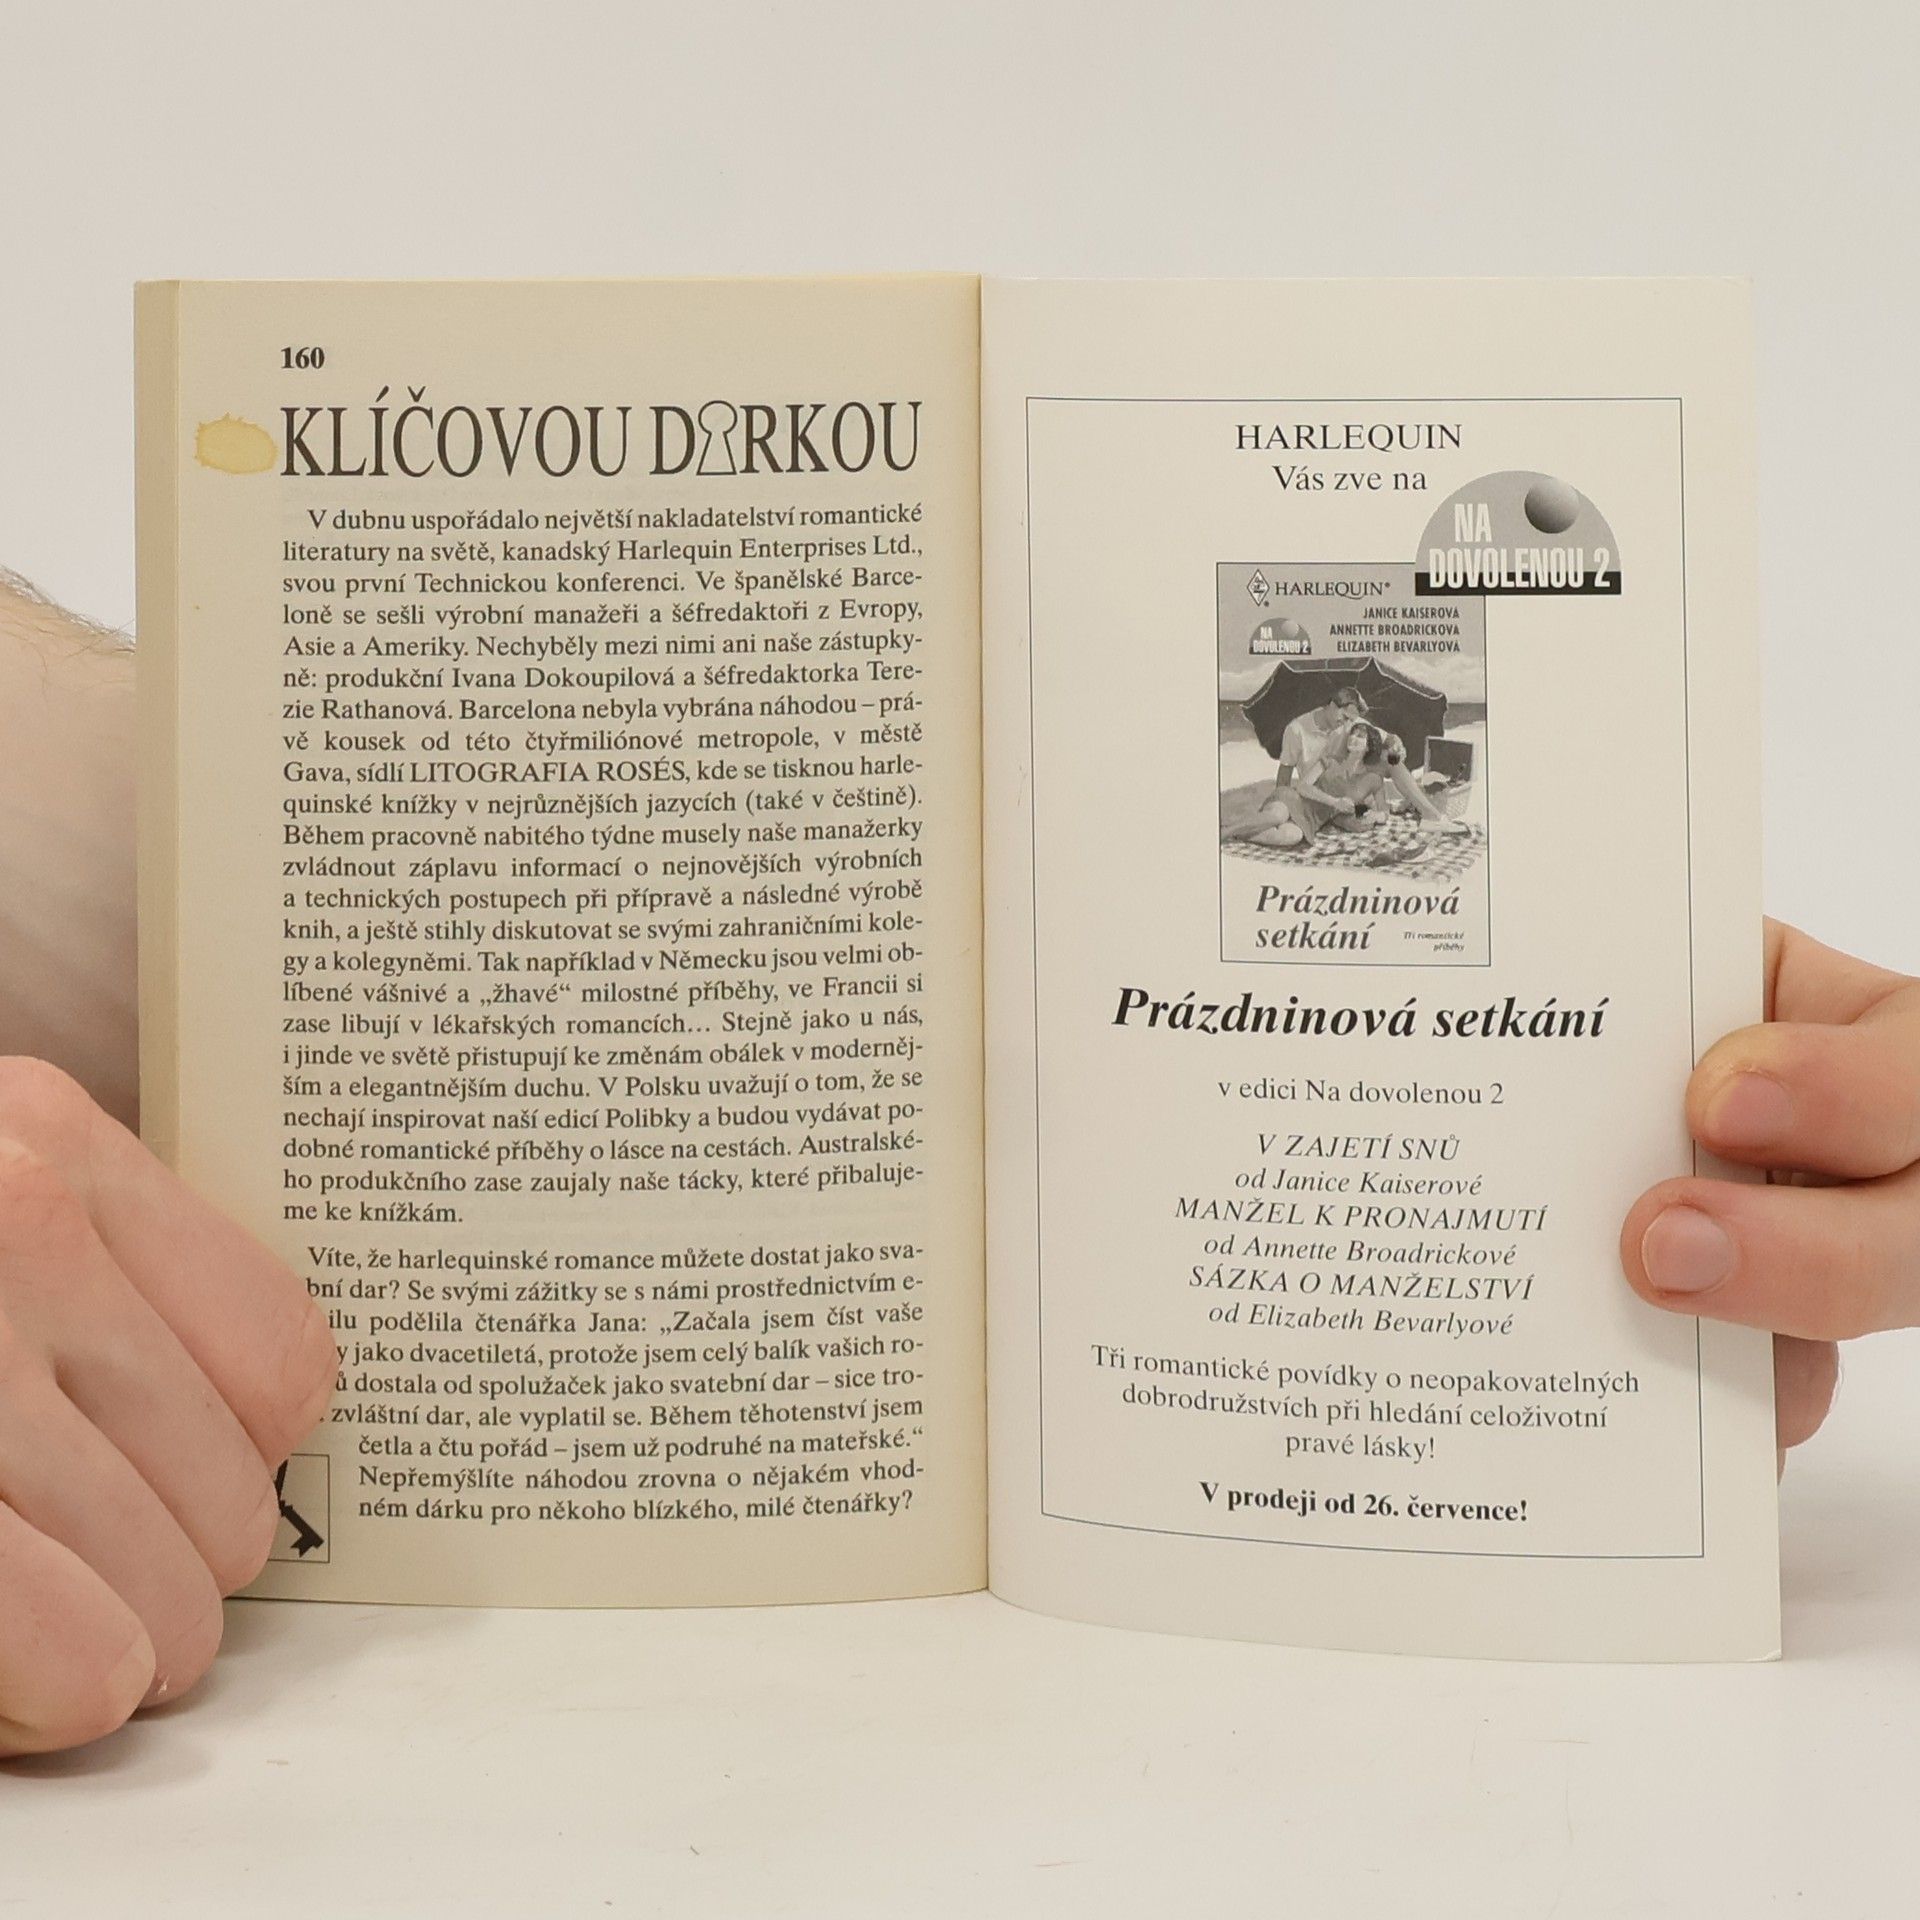 160
KLÍČOVOU DÍRKOU
V dubnu uspořádalo největší nakladatelství romantické
literatury na světě, kanadský Harlequin Enterprises Ltd.,
svou první Technickou konferenci. Ve španělské Barce-
loně se sešli výrobní manažeři a šéfredaktoři z Evropy,
Asie a Ameriky. Nechyběly mezi nimi ani naše zástupky-
ně: produkční Ivana Dokoupilová a šéfredaktorka Tere-
zie Rathanová. Barcelona nebyla vybrána náhodou – prá-
vě kousek od této čtyřmiliónové metropole, v městě
Gava, sídlí LITOGRAFIA ROSÉS, kde se tisknou harle-
quinské knížky v nejrůznějších jazycích (také v češtině).
Během pracovně nabitého týdne musely naše manažerky
zvládnout záplavu informací o nejnovějších výrobních
a technických postupech při přípravě a následné výrobě
knih, a ještě stihly diskutovat se svými zahraničními kole-
gy a kolegyněmi. Tak například v Německu jsou velmi ob-
líbené vášnivé a „žhavé“ milostné příběhy, ve Francii si
zase libují v lékařských romancích… Stejně jako u nás,
i jinde ve světě přistupují ke změnám obálek v moderněj-
ším a elegantnějším duchu. V Polsku uvažují o tom, že se
nechají inspirovat naší edicí Polibky a budou vydávat po-
dobné romantické příběhy o lásce na cestách. Australské-
ho produkčního zase zaujaly naše tácky, které přibaluje-
me ke knížkám.
Víte, že harlequinské romance můžete dostat jako sva-
bní dar? Se svými zážitky se s námi prostřednictvím e-
ilu podělila čtenářka Jana: „Začala jsem číst vaše
y jako dvacetiletá, protože jsem celý balík vašich ro-
ů dostala od spolužaček jako svatební dar – sice tro-
. zvláštní dar, ale vyplatil se. Během těhotenství jsem
četla a čtu pořád – jsem už podruhé na mateřské.“
Nepřemýšlíte náhodou zrovna o nějakém vhod-
ném dárku pro někoho blízkého, milé čtenářky?
HARLEQUIN
Vás zve na
NA
DOVOLENOU 2
HARLEQUIN®
JANICE KAISEROVÁ
ANNETTE BROADRICKOVÁ
NA
DOVOLENOU 2
ELIZABETH BEVARLYOVÁ
Prázdninová
setkání
Tři romantické
příběhy
Prázdninová setkání
v edici Na dovolenou 2
V ZAJETÍ SNŮ
od Janice Kaiserové
MANŽEL K PRONAJMUTÍ
od Annette Broadrickové
SÁZKA O MANŽELSTVÍ
od Elizabeth Bevarlyové
Tři romantické povídky o neopakovatelných
dobrodružstvích při hledání celoživotní
pravé lásky!
V prodeji od 26. července!